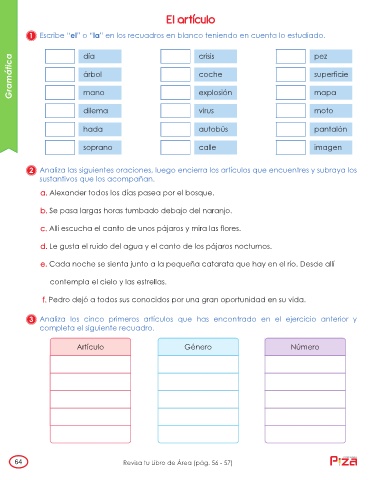 El artículo
Gramática
1 Escribe "el" o "la" en los recuadros en blanco teniendo en cuenta lo estudiado.
día crisis pez
árbol coche superficie
mano explosión mapa
dilema virus moto
hada autobús pantalón
soprano calle imagen
2 Analiza las siguientes oraciones, luego encierra los artículos que encuentres y subraya los
sustantivos que los acompañan.
a. Alexander todos los días pasea por el bosque.
b. Se pasa largas horas tumbado debajo del naranjo.
c. Allí escucha el canto de unos pájaros y mira las flores.
d. Le gusta el ruido del agua y el canto de los pájaros nocturnos.
e. Cada noche se sienta junto a la pequeña catarata que hay en el río. Desde allí
contempla el cielo y las estrellas.
f. Pedro dejó a todos sus conocidos por una gran oportunidad en su vida.
3 Analiza los cinco primeros artículos que has encontrado en el ejercicio anterior y
completa el siguiente recuadro.
Artículo Género Número
64 Revisa tu Libro de Área (pág. 56 - 57)